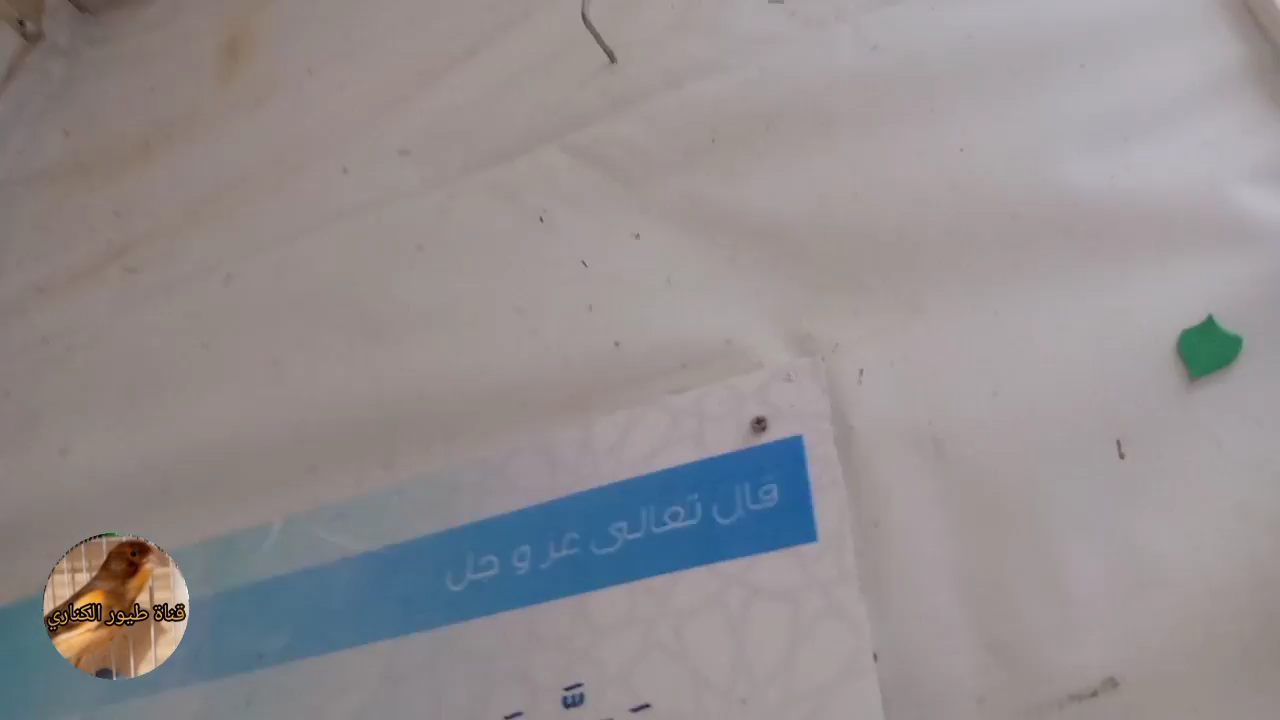 قال تعالى عز و جل
قناة طيور الكناري